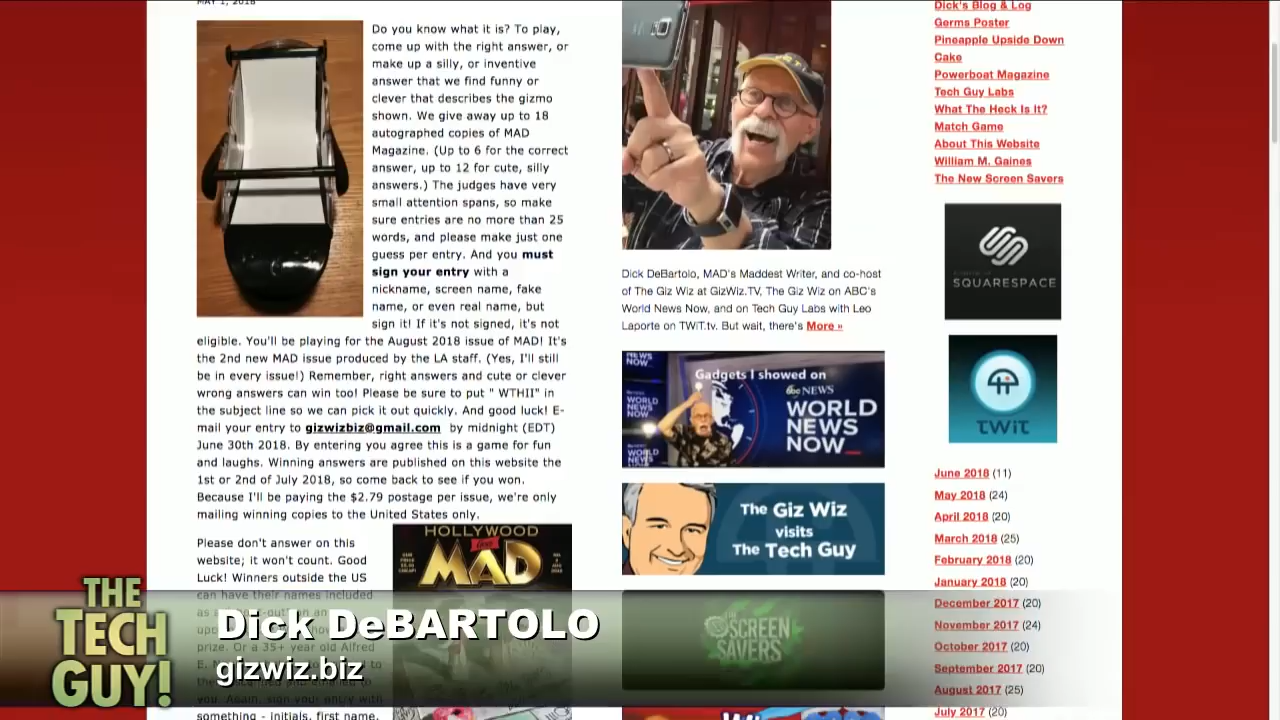 MAY 1, 2018
Do you know what it is? To play,
come up with the right answer, or
make up a silly, or inventive
answer that we find funny or
clever that describes the gizmo
shown. We give away up to 18
autographed copies of MAD
Magazine. (Up to 6 for the correct
answer, up to 12 for cute, silly
answers.) The judges have very
small attention spans, so make
sure entries are no more than 25
words, and please make just one
guess per entry. And you must
sign your entry with a
nickname, screen name, fake
name, or even real name, but
sign it! If it's not signed, it's not
eligible. You'll be playing for the August 2018 issue of MAD! It's
the 2nd new MAD issue produced by the LA staff. (Yes, I'll still
be in every issue!) Remember, right answers and cute or clever
wrong answers can win too! Please be sure to put " WTHII" in
the subject line so we can pick it out quickly. And good luck! E-
mail your entry to gizwizbiz@gmail.com by midnight (EDT)
June 30th 2018. By entering you agree this is a game for fun
and laughs. Winning answers are published on this website the
1st or 2nd of July 2018, so come back to see if you won.
Because I'll be paying the $2.79 postage per issue, we're only
mailing winning copies to the United States only.
Please don't answer on this
website; it won't count. Good
Luck! Winners outside the US
can have their names included
prize. Or a 35+ year old Alfred
something - initials, first name,
HOLLYWOOD
MAD
Dick DeBartolo, MAD's Maddest Writer, and co-host
of The Giz Wiz at GizWiz.TV, The Giz Wiz on ABC's
World News Now, and on Tech Guy Labs with Leo
Laporte on TWiT.tv. But wait, there's More »
NEWS
NOW
Gadgets I showed on
abc NEWS
WORLD
NEWS
NOW
The Giz Wiz
visits
The Tech Guy
THE
SCREEN
SAVERS
Dick's Blog & Log
Germs Poster
Pineapple Upside Down
Cake
Powerboat Magazine
Tech Guy Labs
What The Heck Is It?
Match Game
About This Website
William M. Gaines
The New Screen Savers
SQUARESPACE
TWiT
June 2018 (11)
May 2018 (24)
April 2018 (20)
March 2018 (25)
February 2018 (20)
January 2018 (20)
December 2017 (20)
November 2017 (24)
October 2017 (20)
September 2017 (20)
August 2017 (25)
July 2017 (20)
THE
TECH
GUY!
Dick DeBARTOLO
gizwiz.biz